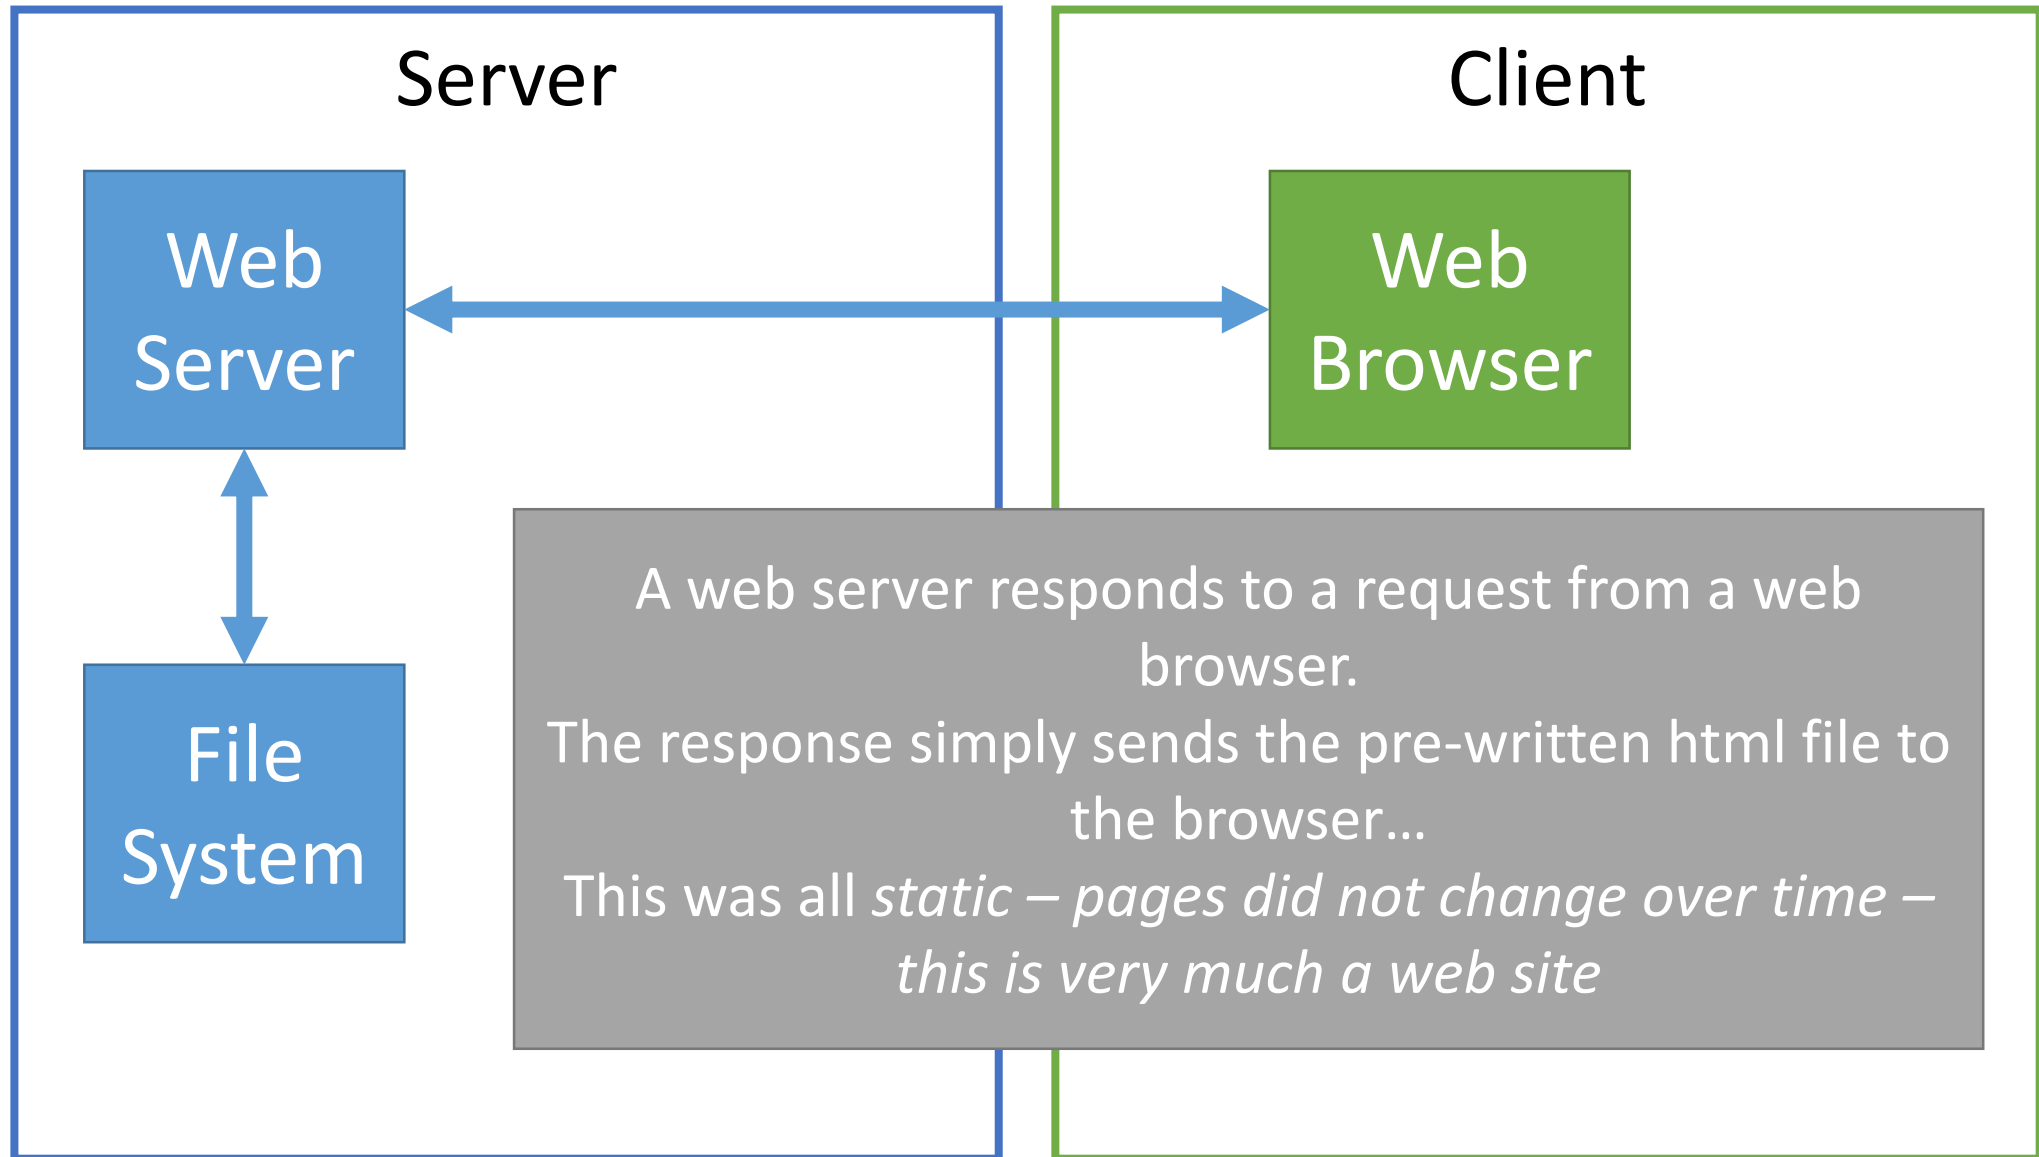 Server
Client
Web
Server
Web
Browser
File
System
A web server responds to a request from a web
browser.
The response simply sends the pre-written html file to
the browser…
This was all static – pages did not change over time –
this is very much a web site